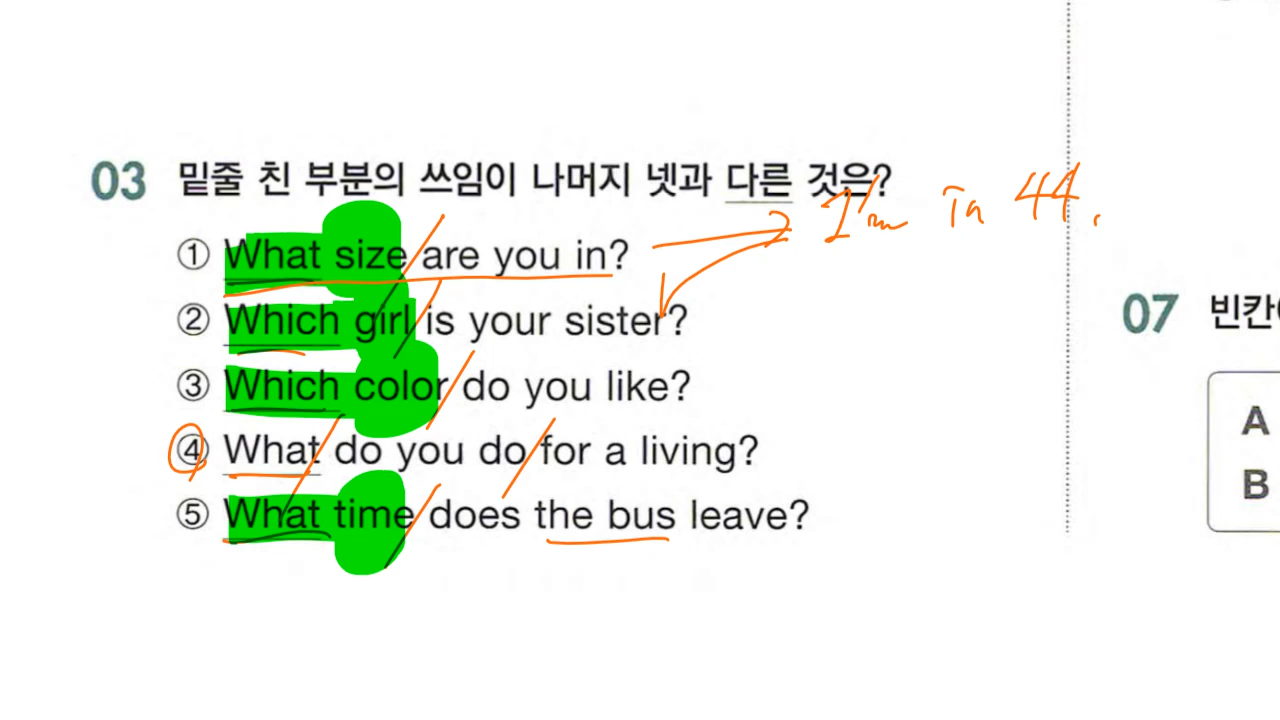 03 밑줄 친 부분의 쓰임이 나머지 넷과 다른 것은?
① What size are you in?
I'm in 44.
② Which girl is your sister?
③ Which color do you like?
④ What do you do for a living?
⑤ What time does the bus leave?
07 빈칸
A
B